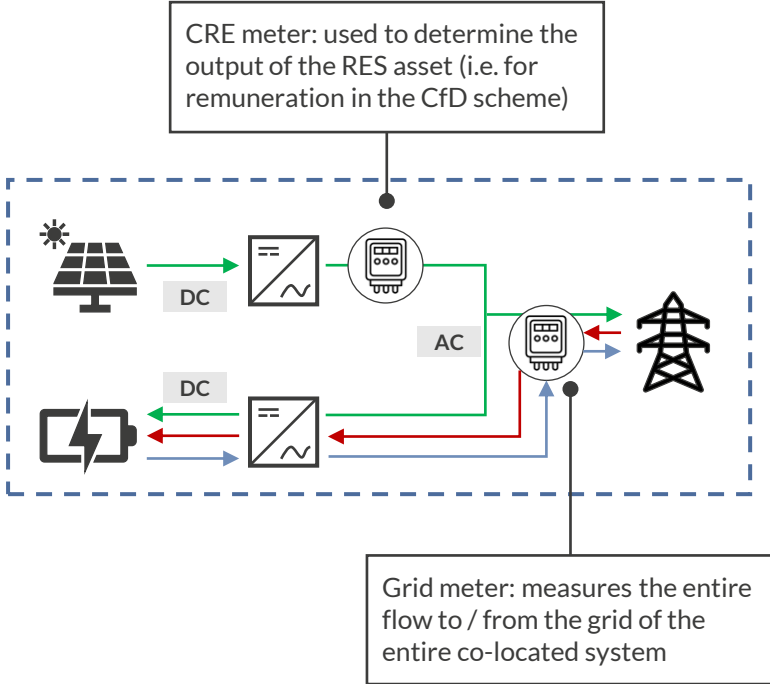 CRE meter: used to determine the
output of the RES asset (i.e. for
remuneration in the CfD scheme)
DC
AC
DC
Grid meter: measures the entire
flow to / from the grid of the
entire co-located system